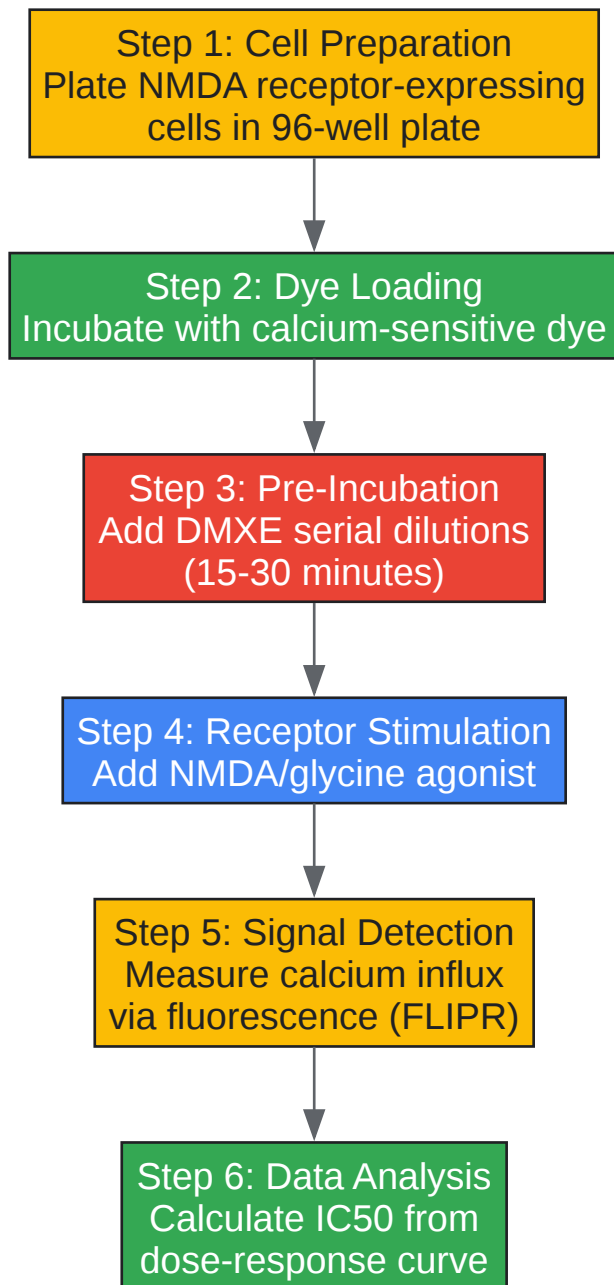 Step 1: Cell Preparation
Plate NMDA receptor-expressing
cells in 96-well plate
Step 2: Dye Loading
Incubate with calcium-sensitive dye
Step 3: Pre-Incubation
Add DMXE serial dilutions
(15-30 minutes)
Step 4: Receptor Stimulation
Add NMDA/glycine agonist
Step 5: Signal Detection
Measure calcium influx
via fluorescence (FLIPR)
Step 6: Data Analysis
Calculate IC50 from
dose-response curve